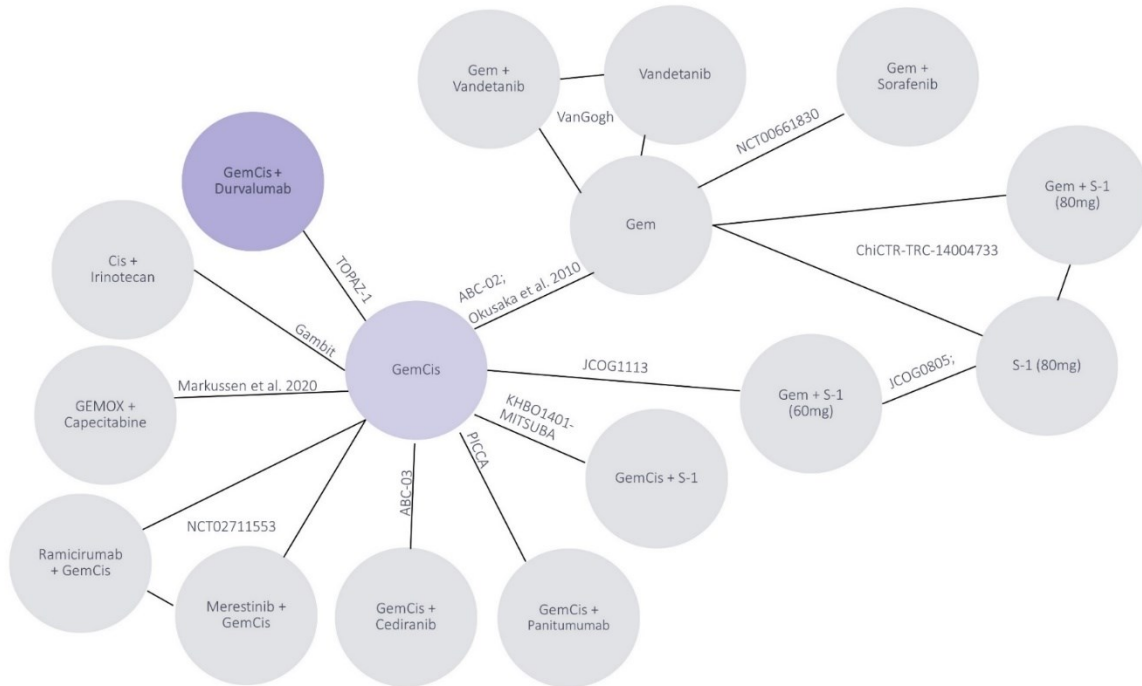 Gem +
Vandetanib
Vandetanib
Gem +
Sorafenib
VanGogh
NCT00661830
GemCis +
Durvalumab
Gem + S-1
(80mg)
Gem
Cis +
Irinotecan
TOPAZ-1
ABC-02;
Okusaka et al. 2010
ChiCTR-TRC-14004733
Gambit
GemCis
JCOG1113
JCOG0805;
S-1 (80mg)
Markussen et al. 2020
GEMOX +
Capecitabine
Gem + S-1
(60mg)
KHBO1401-
MITSUBA
PICCA
ABC-03
GemCis + S-1
NCT02711553
Ramicirumab
+ GemCis
Merestinib +
GemCis
GemCis +
Cediranib
GemCis +
Panitumumab